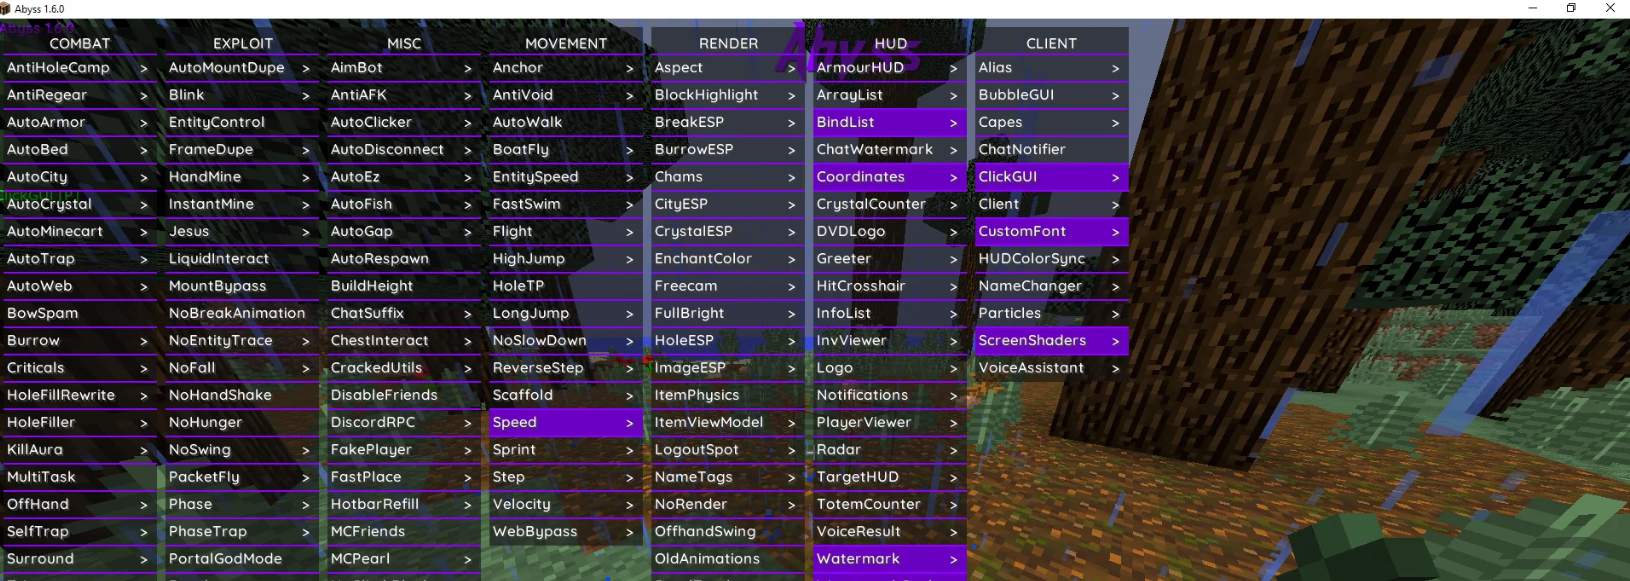 Abyss 1.6.0
Abyss 1.6.0
Abyss
COMBAT
AntiHoleCamp >
AntiRegear >
AutoArmor >
AutoBed >
AutoCity >
AutoCrystal >
AutoMinecart >
AutoTrap >
AutoWeb >
BowSpam
Burrow >
Criticals >
HoleFillRewrite >
HoleFiller >
KillAura >
MultiTask
OffHand >
SelfTrap >
Surround >
EXPLOIT
AutoMountDupe >
Blink >
EntityControl
FrameDupe >
HandMine >
InstantMine >
Jesus >
LiquidInteract
MountBypass
NoBreakAnimation
NoEntityTrace >
NoFall >
NoHandShake
NoHunger
NoSwing >
PacketFly >
Phase >
PhaseTrap >
PortalGodMode
MISC
AimBot >
AntiAFK >
AutoClicker >
AutoDisconnect >
AutoEz >
AutoFish >
AutoGap >
AutoRespawn
BuildHeight
ChatSuffix >
ChestInteract >
CrackedUtils >
DisableFriends
DiscordRPC >
FakePlayer >
FastPlace >
HotbarRefill >
MCFriends
MCPearl >
MOVEMENT
Anchor >
AntiVoid >
AutoWalk
BoatFly >
EntitySpeed >
FastSwim >
Flight >
HighJump >
HoleTP
LongJump >
NoSlowDown >
ReverseStep >
Scaffold >
Speed >
Sprint >
Step >
Velocity >
WebBypass >
RENDER
Aspect >
BlockHighlight >
BreakESP >
BurrowESP >
Chams >
CityESP >
CrystalESP >
EnchantColor >
Freecam >
FullBright >
HoleESP >
ImageESP >
ItemPhysics
ItemViewModel >
LogoutSpot >
NameTags >
NoRender >
OffhandSwing
OldAnimations
HUD
ArmourHUD >
ArrayList >
BindList >
ChatWatermark >
Coordinates >
CrystalCounter >
DVDLogo >
Greeter >
HitCrosshair >
InfoList >
InvViewer >
Logo >
Notifications >
PlayerViewer >
Radar >
TargetHUD >
TotemCounter >
VoiceResult >
Watermark >
CLIENT
Alias >
BubbleGUI >
Capes >
ChatNotifier
ClickGUI >
Client >
CustomFont >
HUDColorSync >
NameChanger >
Particles >
ScreenShaders >
VoiceAssistant >